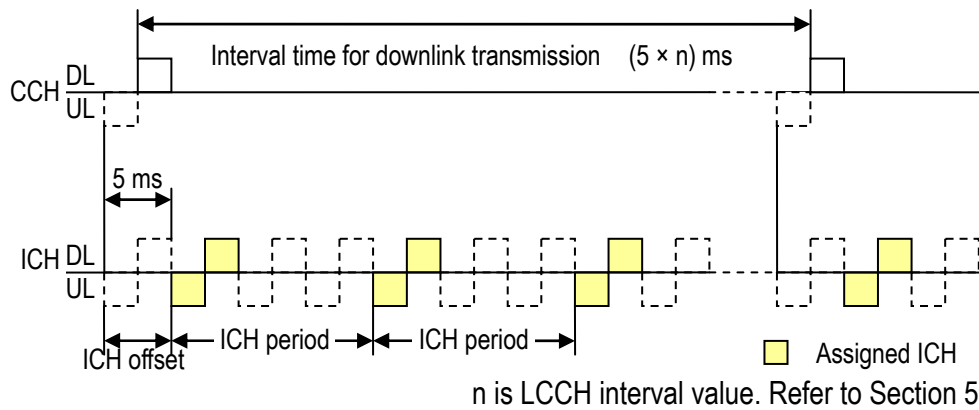 Interval time for downlink transmission (5 × n) ms
DL
CCH
UL
5 ms
DL
ICH
UL
ICH period
ICH period
ICH offset
Assigned ICH
n is LCCH interval value. Refer to Section 5